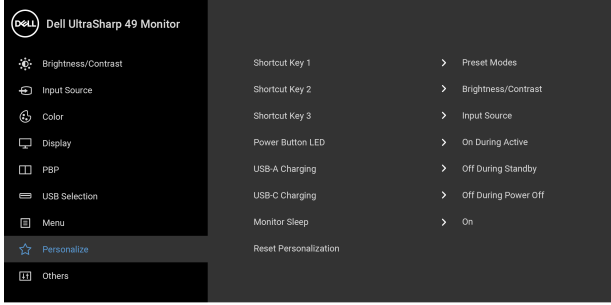 DELL Dell UltraSharp 49 Monitor
Brightness/Contrast
Input Source
Color
Display
PBP
USB Selection
Menu
Personalize
Others
Shortcut Key 1 > Preset Modes
Shortcut Key 2 > Brightness/Contrast
Shortcut Key 3 > Input Source
Power Button LED > On During Active
USB-A Charging > Off During Standby
USB-C Charging > Off During Power Off
Monitor Sleep > On
Reset Personalization